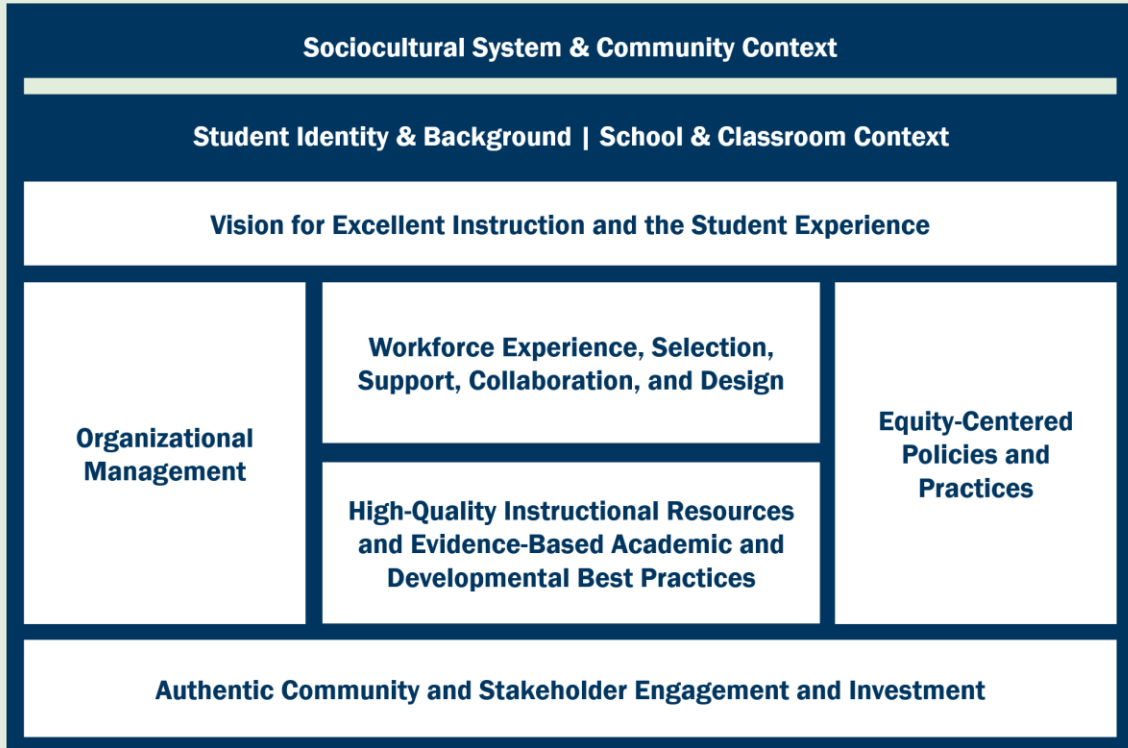 Sociocultural System & Community Context
Student Identity & Background | School & Classroom Context
Vision for Excellent Instruction and the Student Experience
Organizational
Management
Workforce Experience, Selection,
Support, Collaboration, and Design
High-Quality Instructional Resources
and Evidence-Based Academic and
Developmental Best Practices
Equity-Centered
Policies and
Practices
Authentic Community and Stakeholder Engagement and Investment